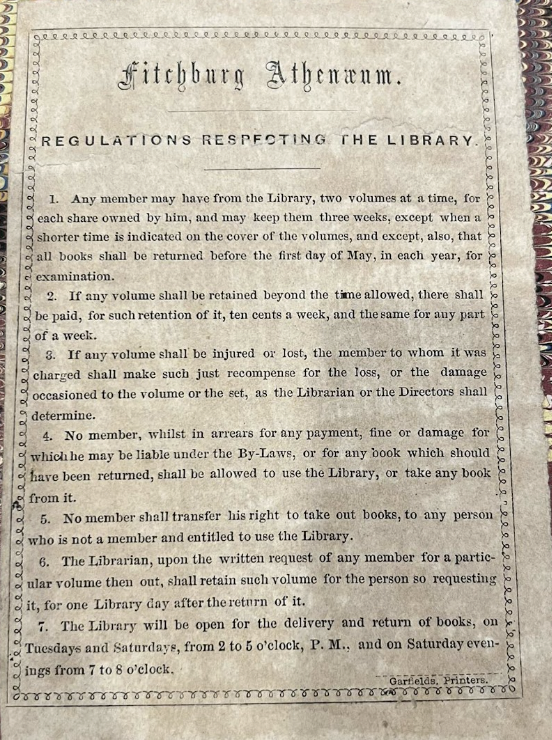 Fitchburg Athenæum.
REGULATIONS RESPECTING THE LIBRARY.
1. Any member may have from the Library, two volumes at a time, for
each share owned by him, and may keep them three weeks, except when a
shorter time is indicated on the cover of the volumes, and except, also, that
all books shall be returned before the first day of May, in each year, for
examination.
2. If any volume shall be retained beyond the time allowed, there shall
be paid, for such retention of it, ten cents a week, and the same for any part
of a week.
3. If any volume shall be injured or lost, the member to whom it was
charged shall make such just recompense for the loss, or the damage
occasioned to the volume or the set, as the Librarian or the Directors shall
determine.
4. No member, whilst in arrears for any payment, fine or damage for
which he may be liable under the By-Laws, or for any book which should
have been returned, shall be allowed to use the Library, or take any book
from it.
5. No member shall transfer his right to take out books, to any person
who is not a member and entitled to use the Library.
6. The Librarian, upon the written request of any member for a partic-
ular volume then out, shall retain such volume for the person so requesting
it, for one Library day after the return of it.
7. The Library will be open for the delivery and return of books, on
Tuesdays and Saturdays, from 2 to 5 o'clock, P. M., and on Saturday even-
ings from 7 to 8 o'clock.
Garfields, Printers.